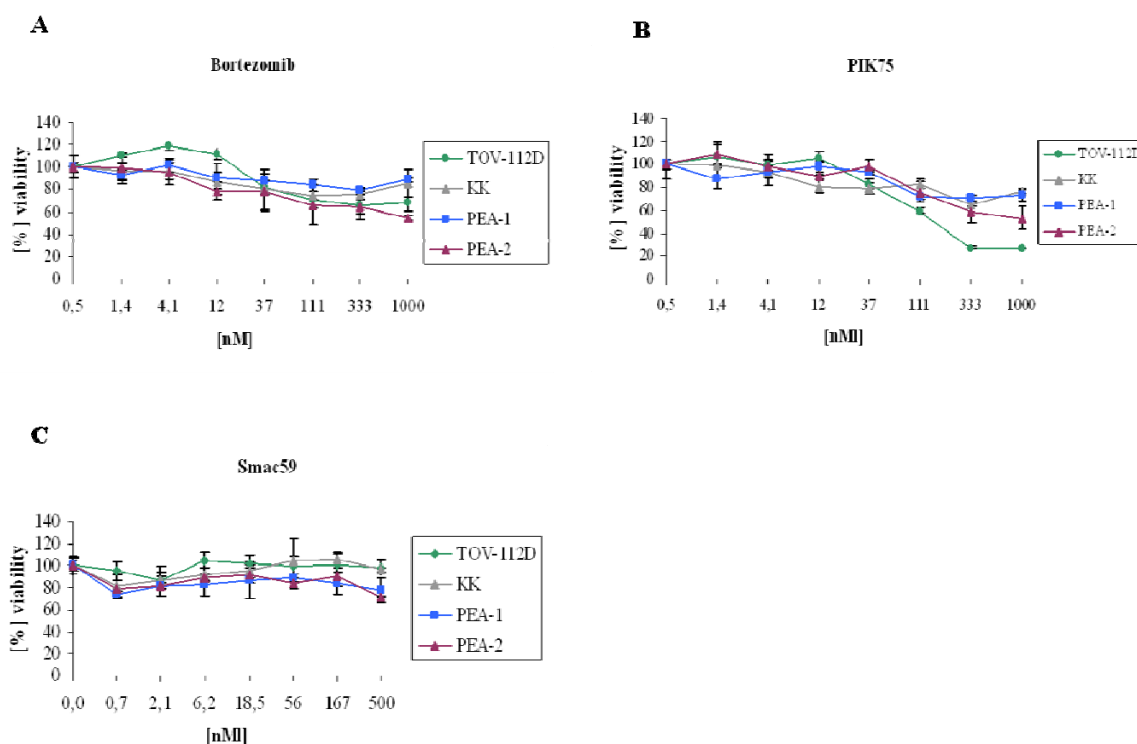 A
Bortezomib
[% ] viability
140
120
100
80
60
40
20
0
0,5 1,4 4,1 12 37 111 333 1000
[nM]
TOV-112D
KK
PEA-1
PEA-2
B
PIK75
[% ] viability
140
120
100
80
60
40
20
0
0,5 1,4 4,1 12 37 111 333 1000
[nMl]
TOV-112D
KK
PEA-1
PEA-2
C
Smac59
[% ] viability
140
120
100
80
60
40
20
0
0,0 0,7 2,1 6,2 18,5 56 167 500
[nMl]
TOV-112D
KK
PEA-1
PEA-2